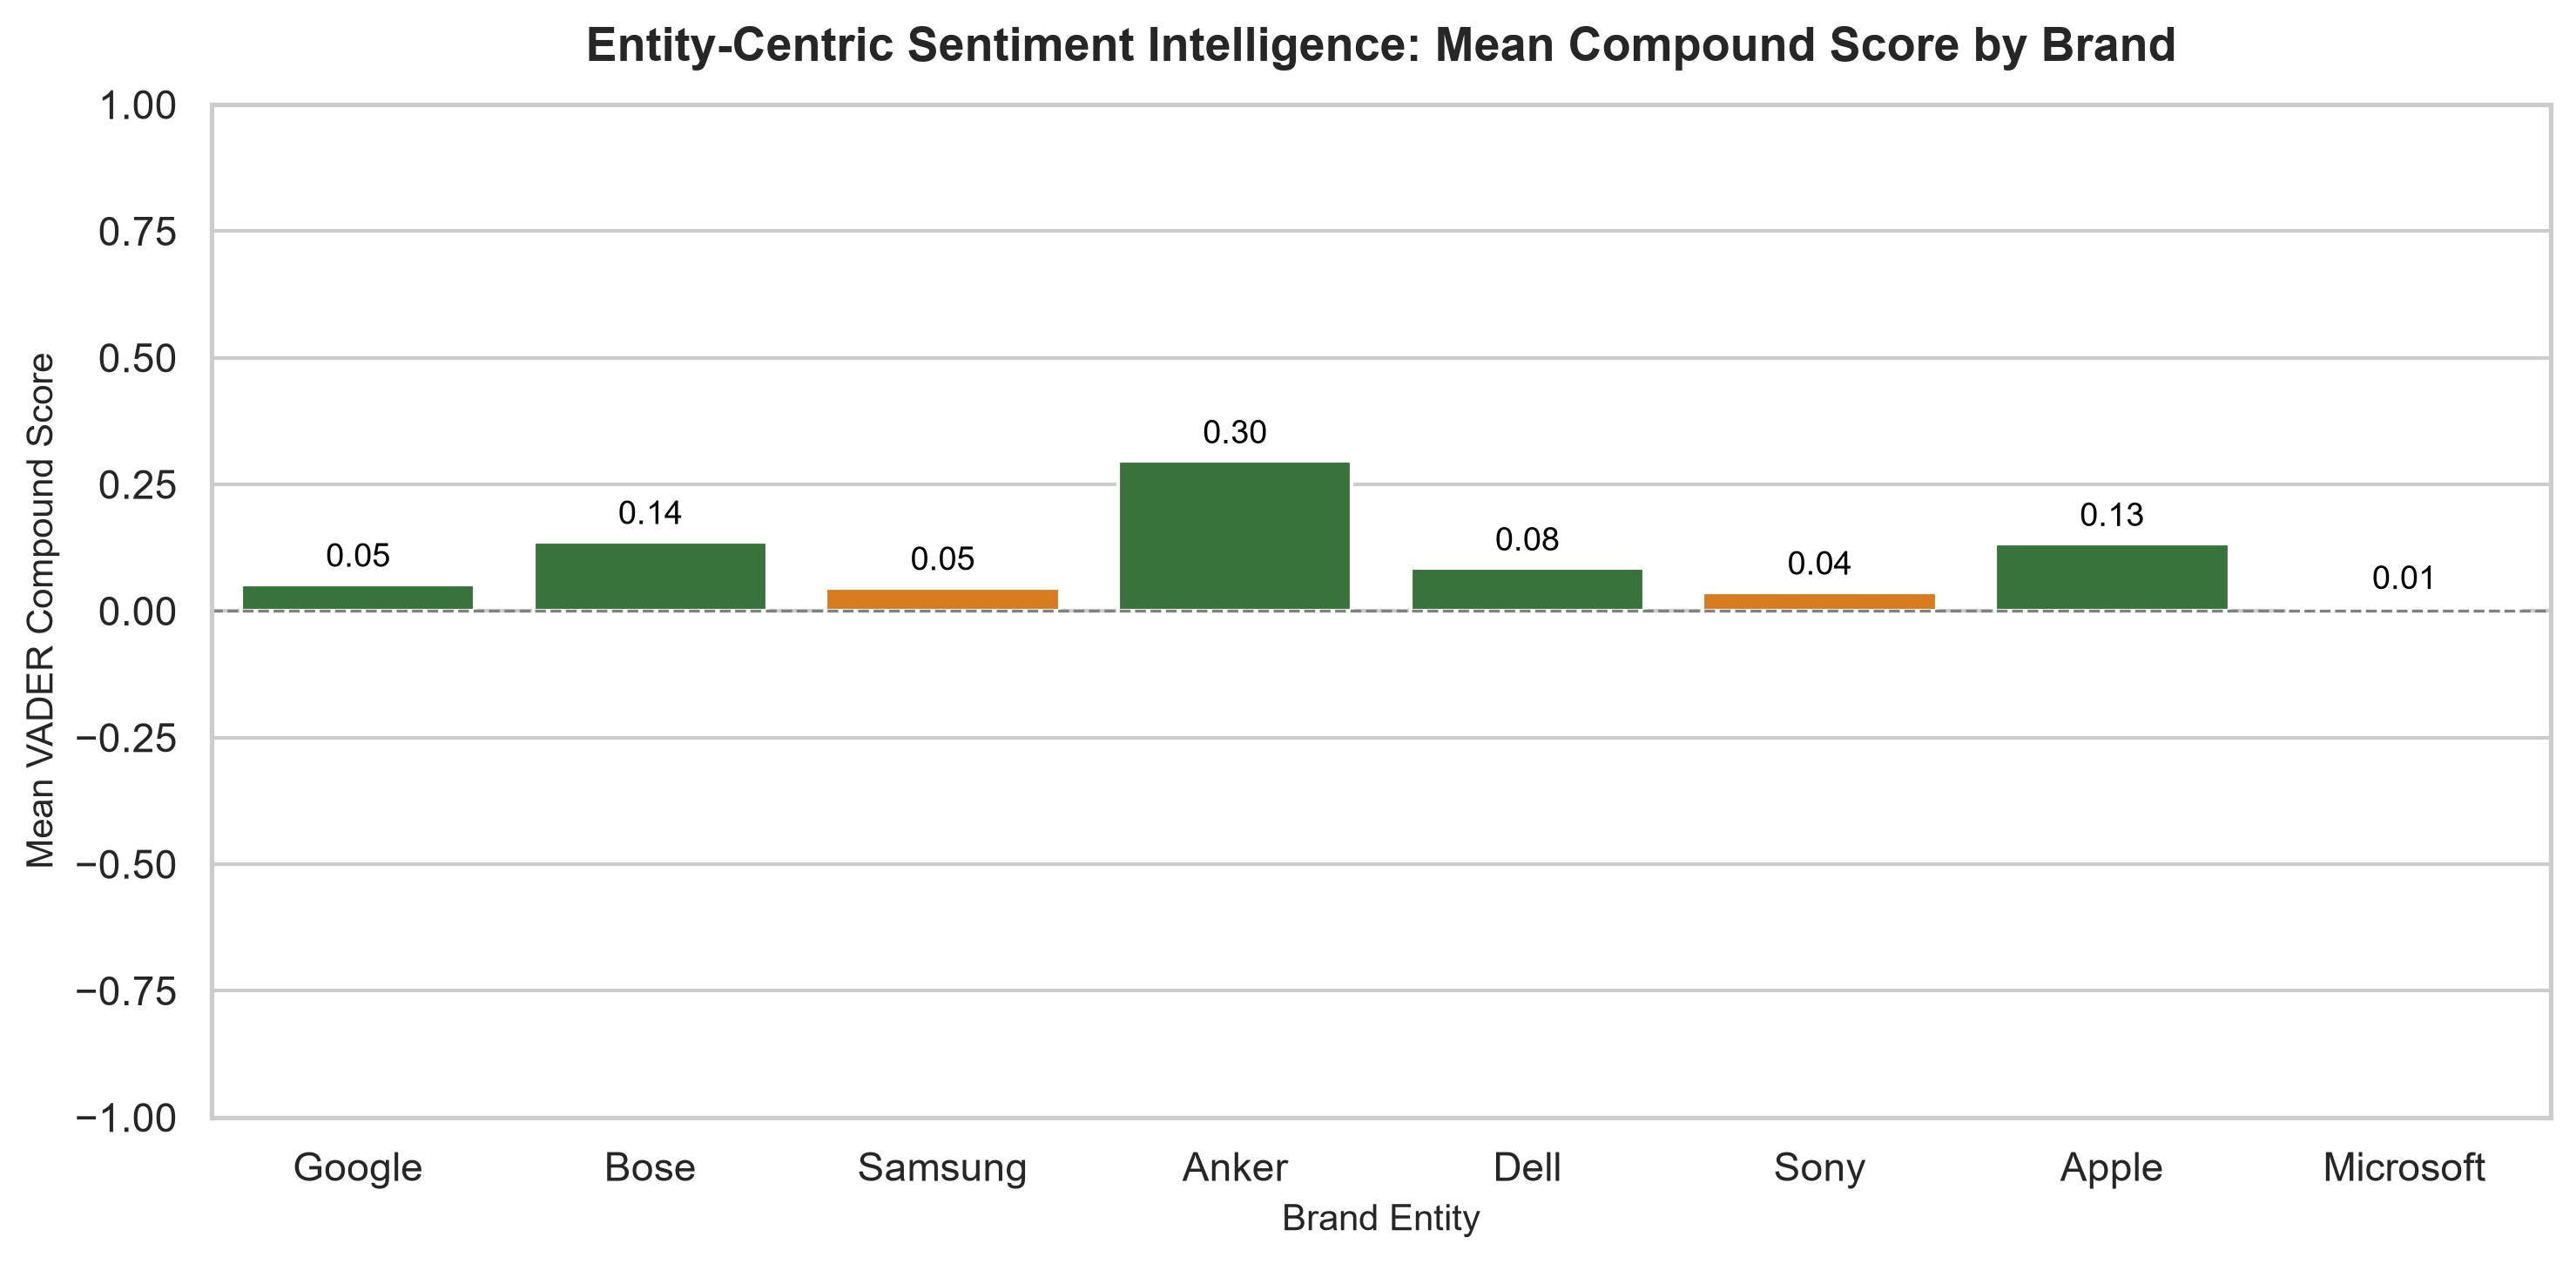 Entity-Centric Sentiment Intelligence: Mean Compound Score by Brand
Mean VADER Compound Score
1.00
0.75
0.50
0.25
0.00
−0.25
−0.50
−0.75
−1.00
0.05
0.14
0.05
0.30
0.08
0.04
0.13
0.01
Google
Bose
Samsung
Anker
Dell
Sony
Apple
Microsoft
Brand Entity